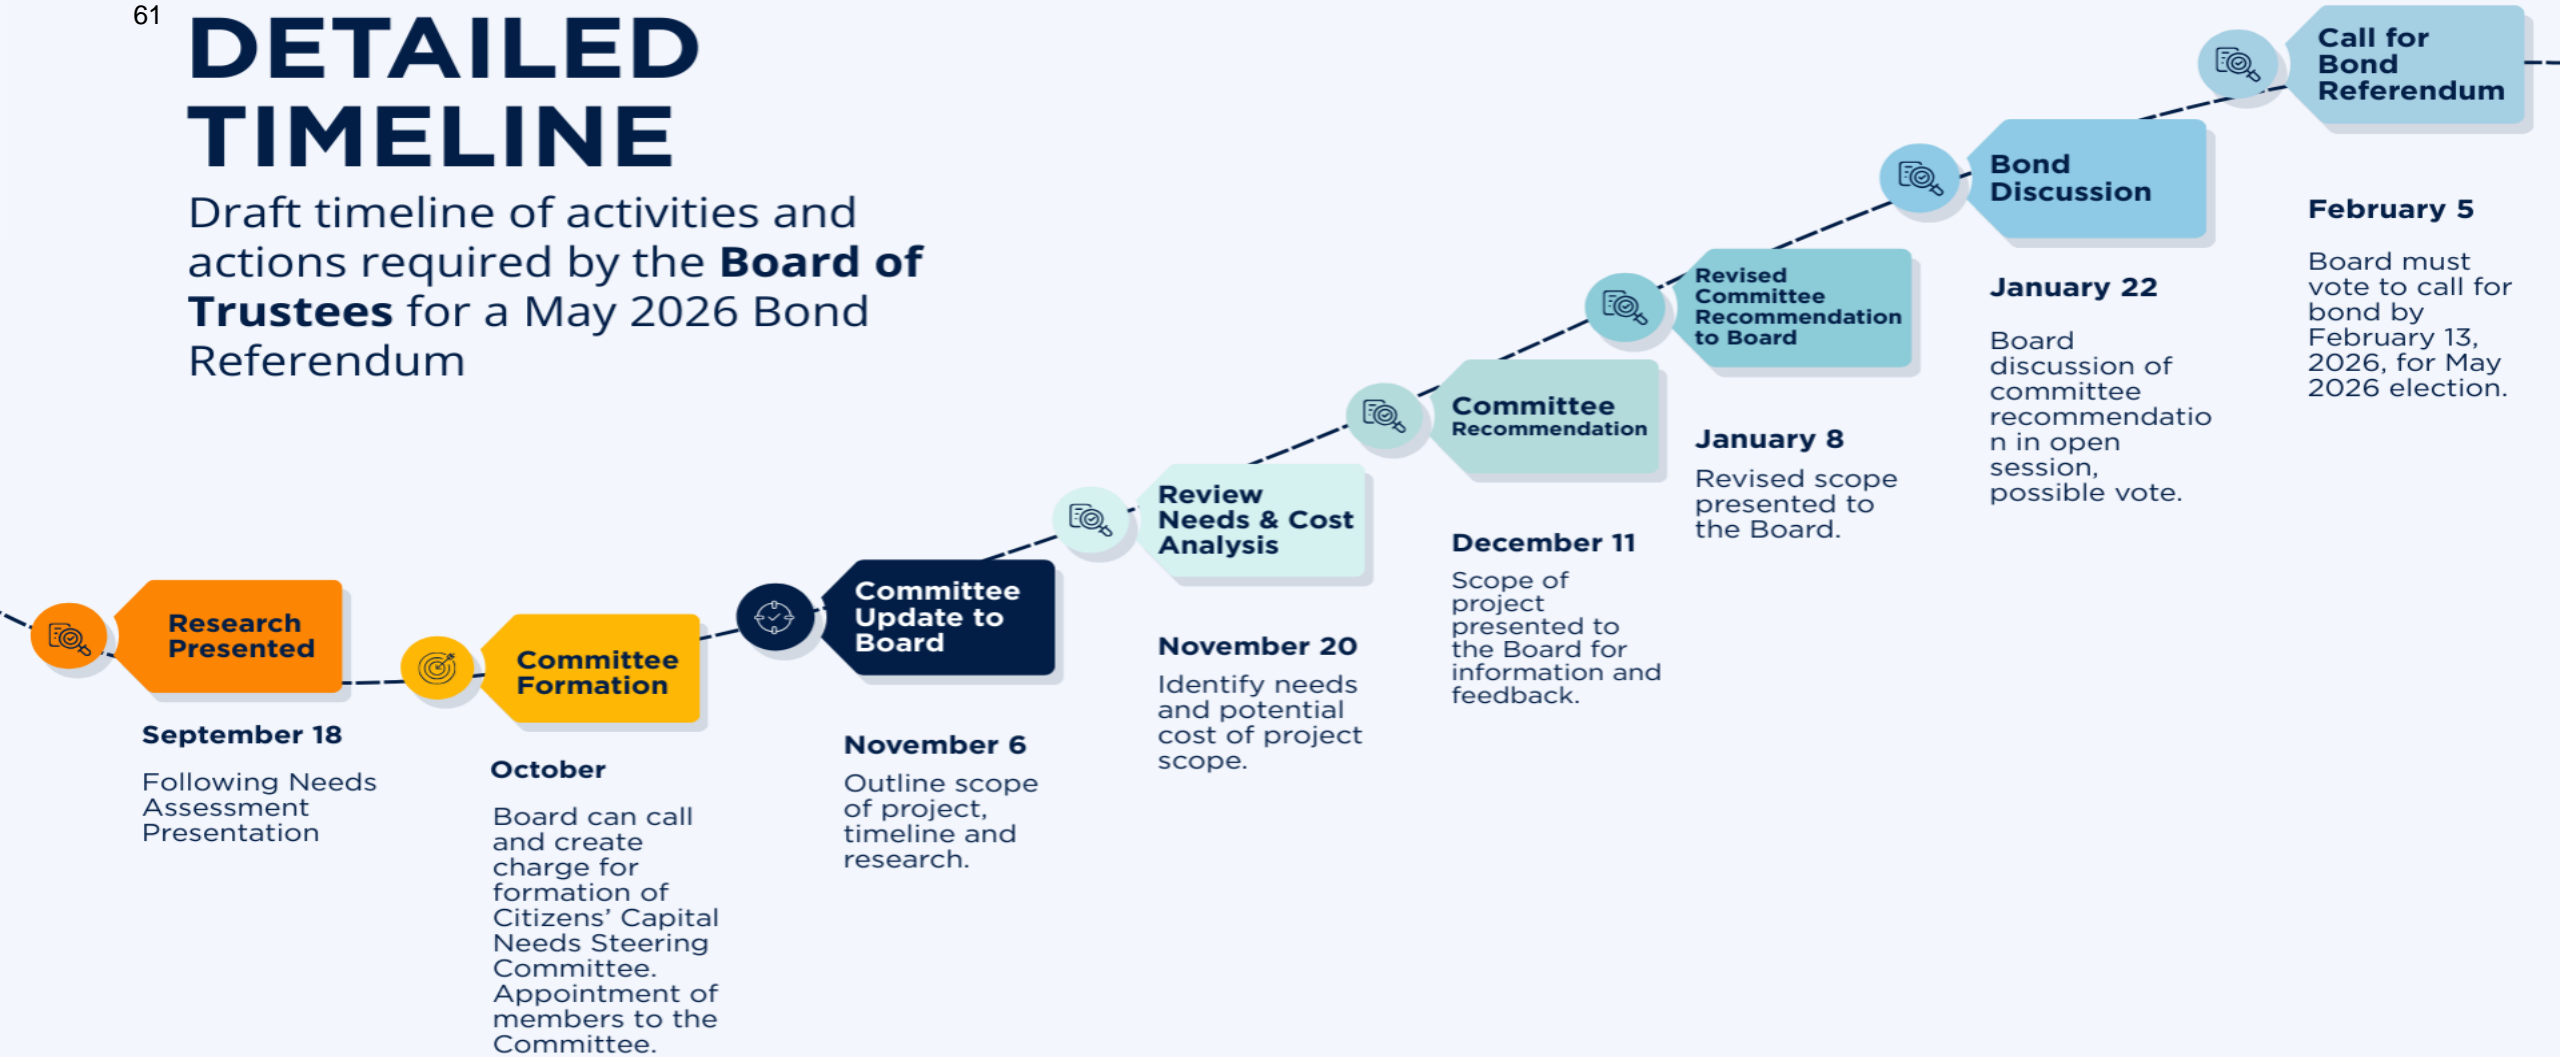 61
DETAILED
TIMELINE
Draft timeline of activities and
actions required by the Board of
Trustees for a May 2026 Bond
Referendum
Research
Presented
September 18
Following Needs
Assessment
Presentation
Committee
Formation
October
Board can call
and create
charge for
formation of
Citizens’ Capital
Needs Steering
Committee.
Appointment of
members to the
Committee.
Committee
Update to
Board
November 6
Outline scope
of project,
timeline and
research.
Review
Needs & Cost
Analysis
November 20
Identify needs
and potential
cost of project
scope.
Committee
Recommendation
December 11
Scope of
project
presented to
the Board for
information and
feedback.
Revised
Committee
Recommendation
to Board
January 8
Revised scope
presented to
the Board.
Bond
Discussion
January 22
Board
discussion of
committee
recommendatio
n in open
session,
possible vote.
Call for
Bond
Referendum
February 5
Board must
vote to call for
bond by
February 13,
2026, for May
2026 election.